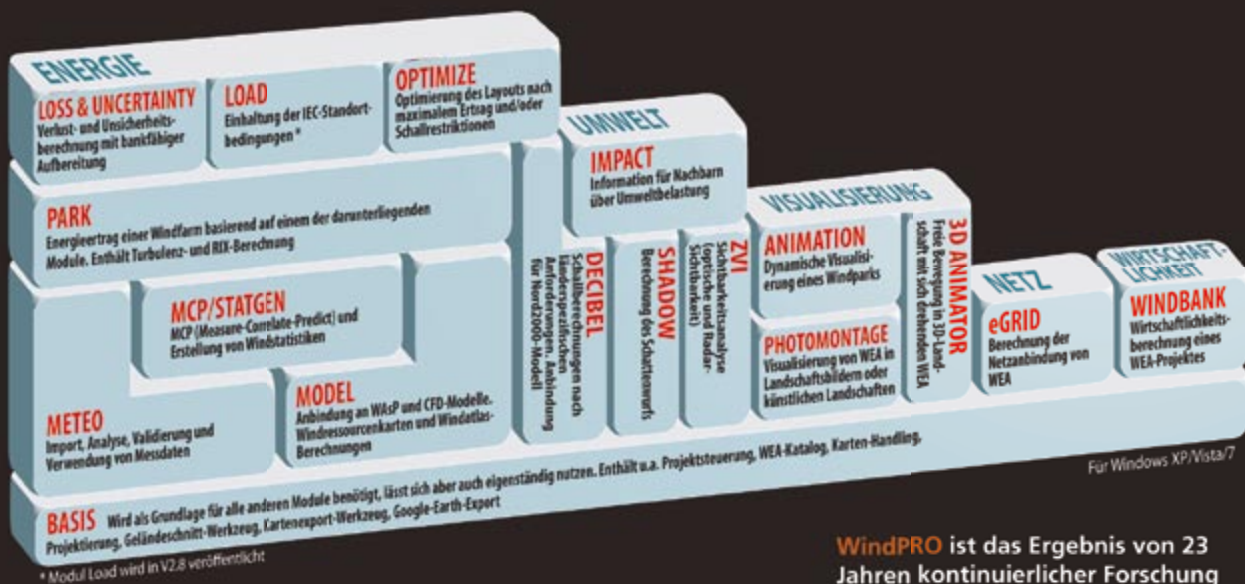 ENERGIE
LOSS & UNCERTAINTY
Verlust- und Unsicherheits-
berechnung mit bankfähiger
Aufbereitung
LOAD
Einhaltung der IEC-Standort-
bedingungen *
OPTIMIZE
Optimierung des Layouts nach
maximalem Ertrag und/oder
Schallrestriktionen
PARK
Energieertrag einer Windfarm basierend auf einem der darunterliegenden
Module. Enthält Turbulenz- und RIX-Berechnung
MCP/STATGEN
MCP (Measure-Correlate-Predict) und
Erstellung von Windstatistiken
METEO
Import, Analyse, Validierung und
Verwendung von Messdaten
MODEL
Anbindung an WAsP und CFD-Modelle.
Windressourcenkarten und Windatlas-
Berechnungen
UMWELT
IMPACT
Information für Nachbarn
über Umweltbelastung
DECIBEL
Schallberechnungen nach
länderspezifischen
Anforderungen. Anbindung
für Nord2000-Modell
SHADOW
Berechnung des Schattenwurfs
ZVI
Sichtbarkeitsanalyse
(optische und Radar-
Sichtbarkeit)
VISUALISIERUNG
ANIMATION
Dynamische Visualisi-
erung eines Windparks
PHOTOMONTAGE
Visualisierung von WEA in
Landschaftsbildern oder
künstlichen Landschaften
3D ANIMATOR
Freie Bewegung in 3D-Land-
schaft mit sich drehenden WEA
NETZ
eGRID
Berechnung der
Netzanbindung von
WEA
WIRTSCHAFT-
LICHKEIT
WINDBANK
Wirtschaftlichkeits-
berechnung eines
WEA-Projektes
BASIS Wird als Grundlage für alle anderen Module benötigt, lässt sich aber auch eigenständig nutzen. Enthält u.a. Projektsteuerung, WEA-Katalog, Karten-Handling,
Projektierung, Geländeschnitt-Werkzeug, Kartenexport-Werkzeug, Google-Earth-Export
Für Windows XP/Vista/7
* Modul Load wird in V2.8 veröffentlicht
WindPRO ist das Ergebnis von 23
Jahren kontinuierlicher Forschung